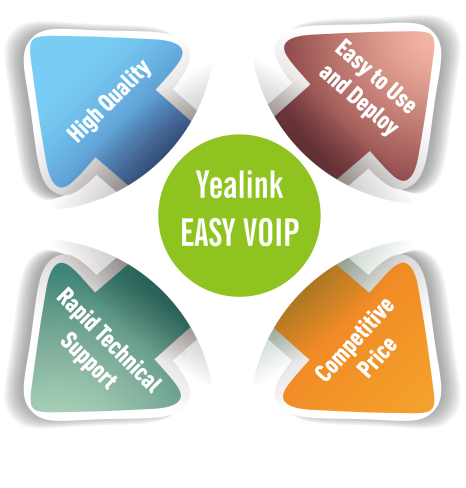 High Quality
Easy to Use
and Deploy
Yealink
EASY VOIP
Rapid Technical
Support
Competitive
Price